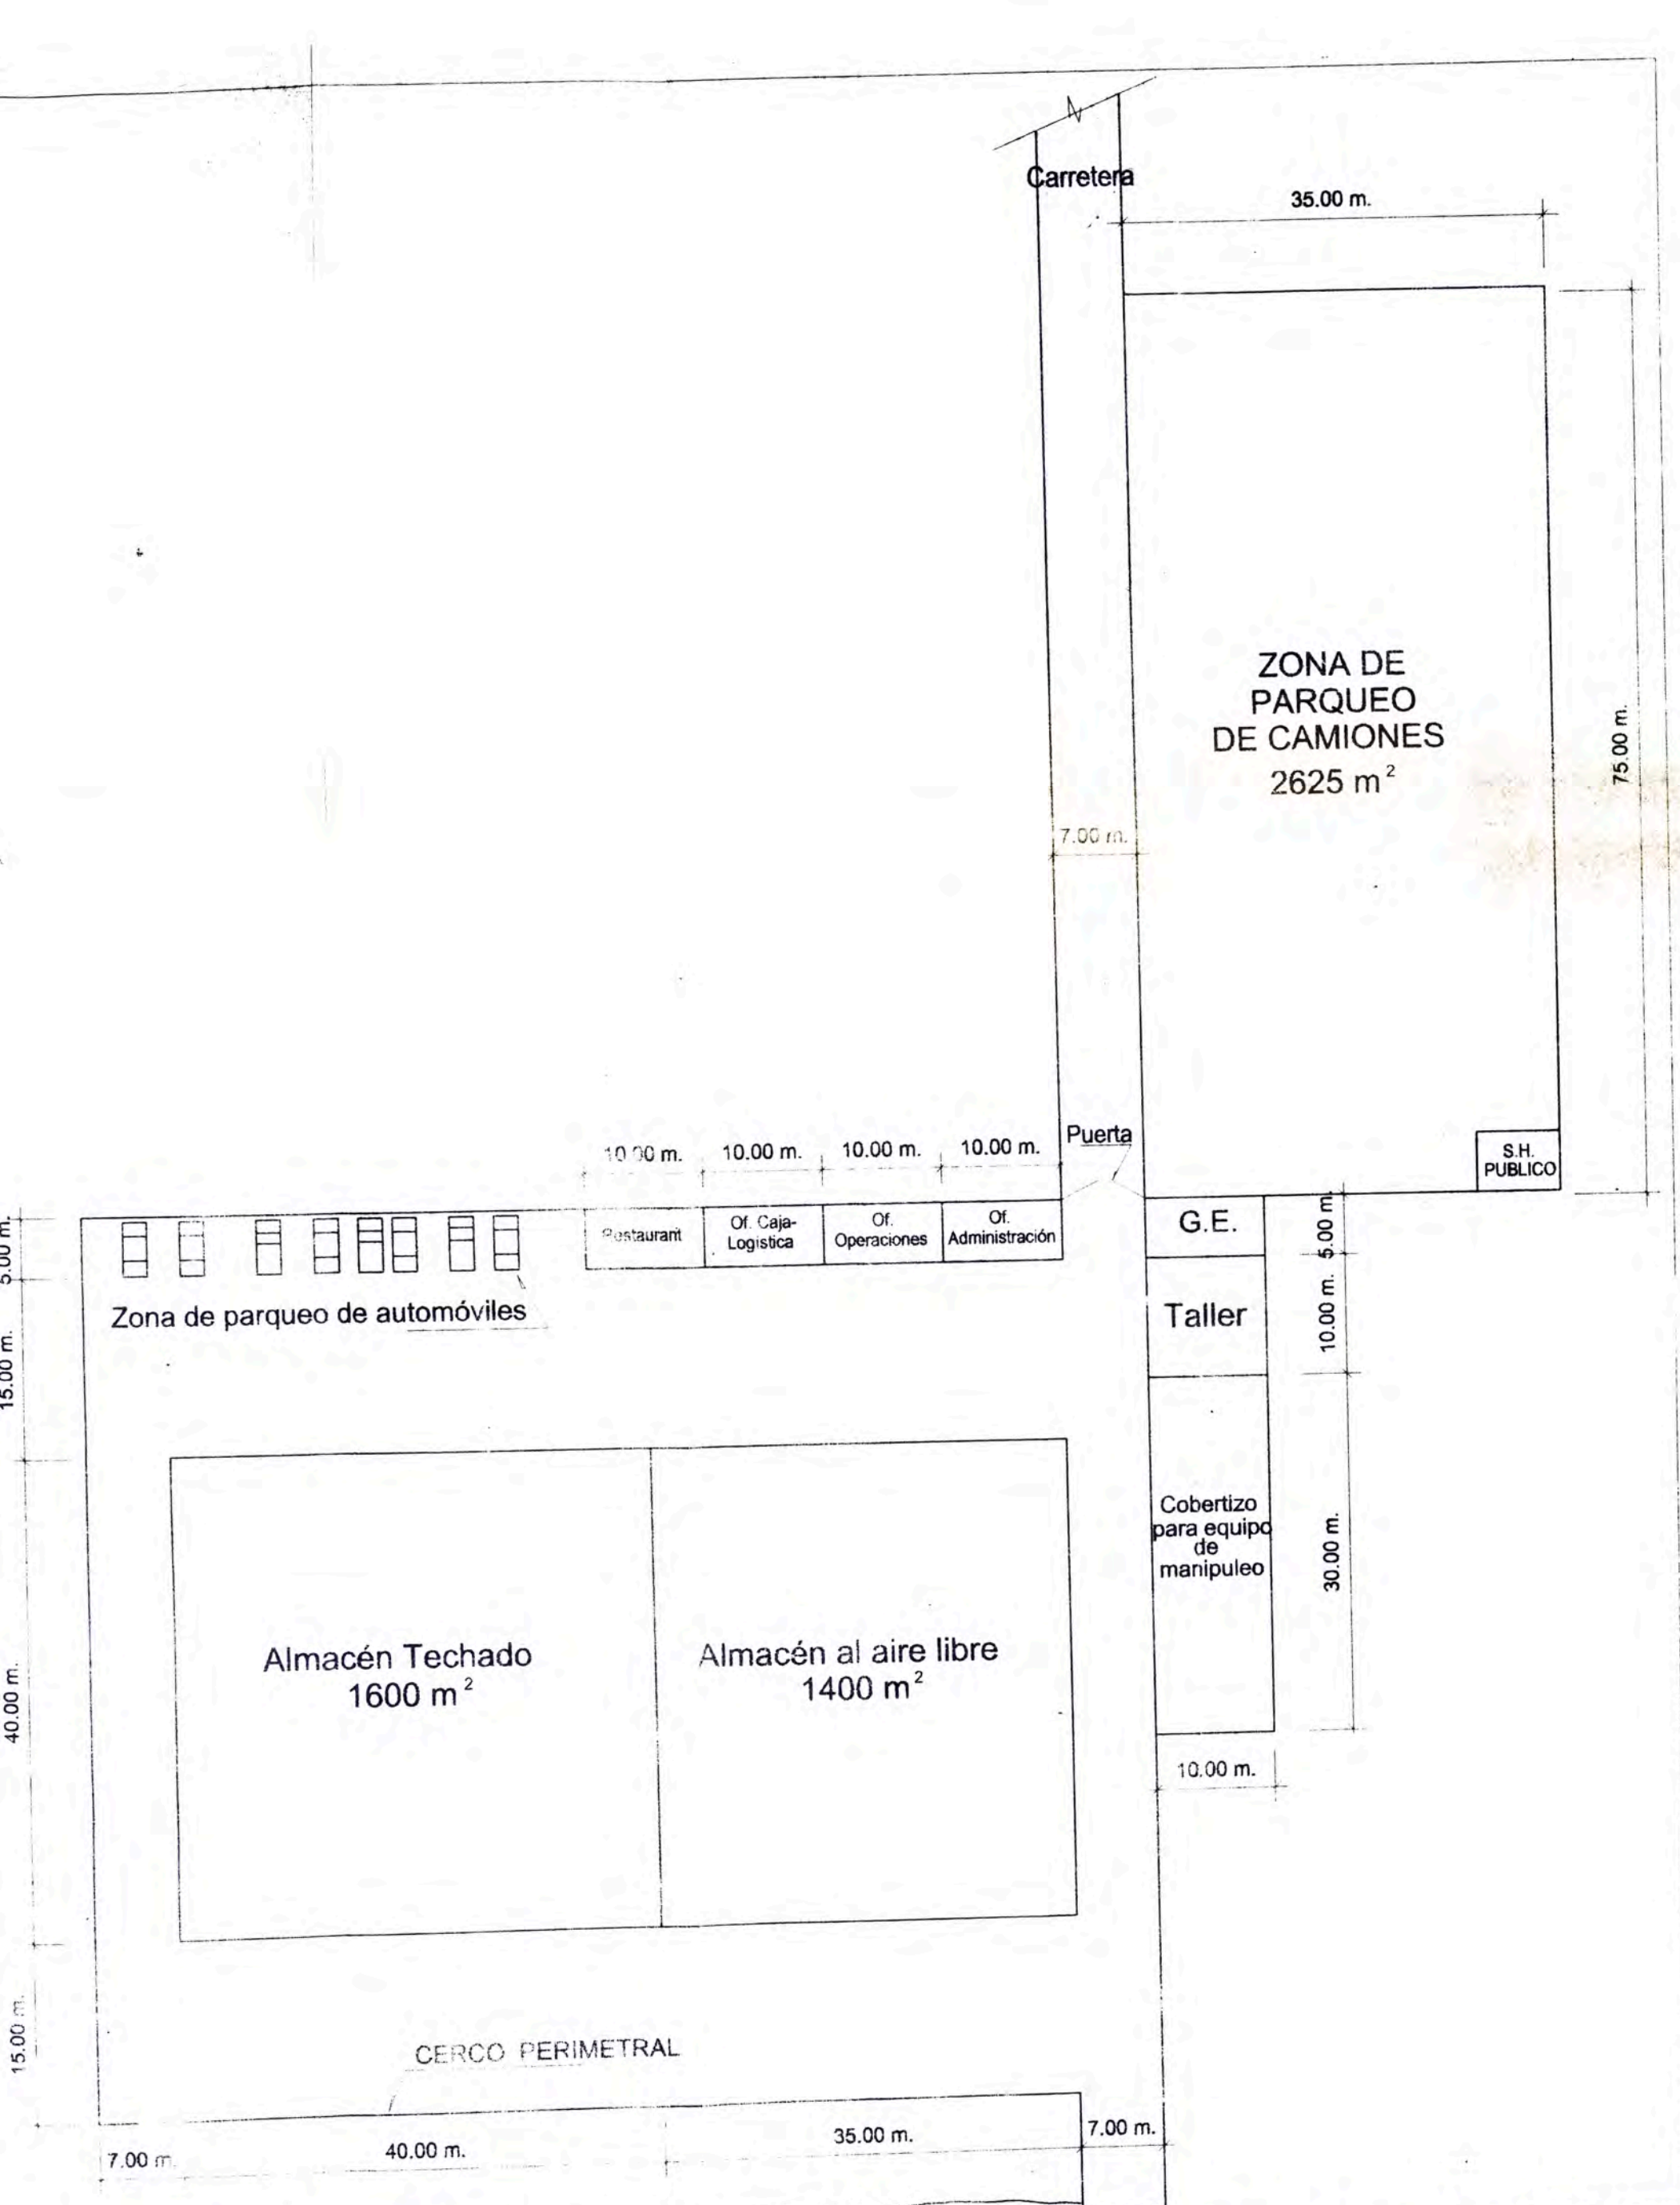 N
Carretera
35.00 m.
ZONA DE
PARQUEO
DE CAMIONES
2625 m²
75.00 m.
7.00 m.
Puerta
S.H.
PUBLICO
10.00 m.
10.00 m.
10.00 m.
10.00 m.
Restaurant
Of. Caja-
Logistica
Of.
Operaciones
Of.
Administración
G.E.
5.00 m.
Taller
10.00 m.
Cobertizo
para equipo
de
manipuleo
30.00 m.
10.00 m.
5.00 m.
Zona de parqueo de automóviles
15.00 m.
Almacén Techado
1600 m²
Almacén al aire libre
1400 m²
40.00 m.
15.00 m.
CERCO PERIMETRAL
7.00 m.
40.00 m.
35.00 m.
7.00 m.